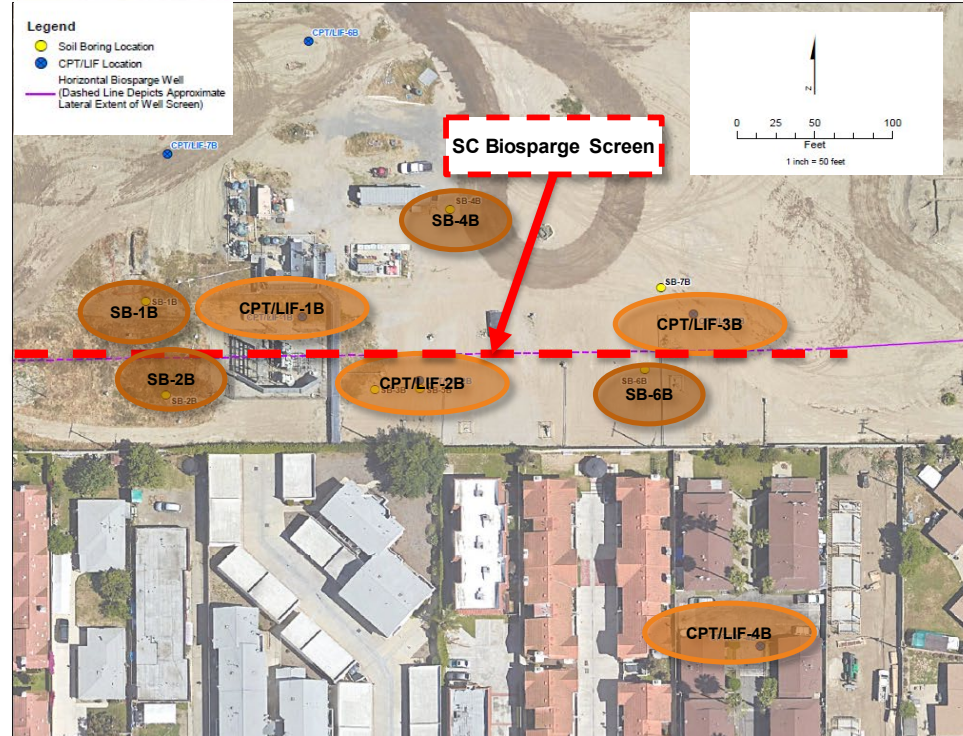 Legend
Soil Boring Location
CPT/LIF Location
Horizontal Biosparge Well
(Dashed Line Depicts Approximate
Lateral Extent of Well Screen)
CPT/LIF-6B
N
0 25 50 100
Feet
1 inch = 50 feet
CPT/LIF-7B
SC Biosparge Screen
SB-4B
SB-4B
SB-7B
SB-1B
SB-1B
CPT/LIF-1B
CPT/LIF-3B
SB-2B
SB-2B
CPT/LIF-2B
SB-3B
SB-6B
SB-6B
CPT/LIF-4B